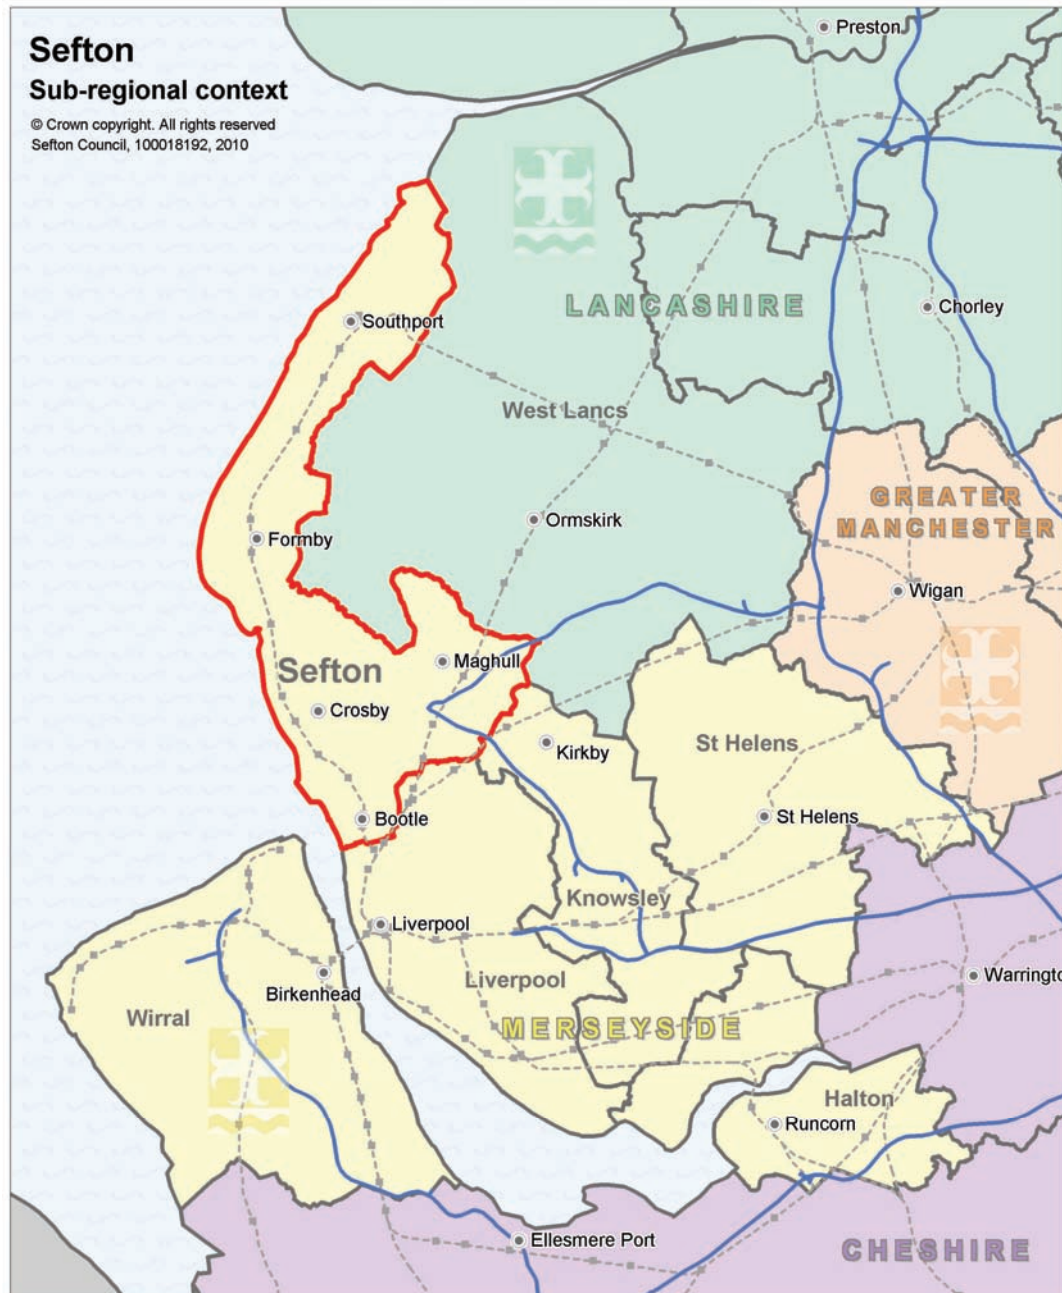 Sefton
Sub-regional context
© Crown copyright. All rights reserved
Sefton Council, 100018192, 2010
Preston
LANCASHIRE
Chorley
Southport
West Lancs
GREATER
MANCHESTER
Ormskirk
Formby
Wigan
Maghull
Sefton
Crosby
Kirkby
St Helens
Bootle
St Helens
Knowsley
Liverpool
Liverpool
Warringto
Birkenhead
Wirral
MERSEYSIDE
Halton
Runcorn
Ellesmere Port
CHESHIRE